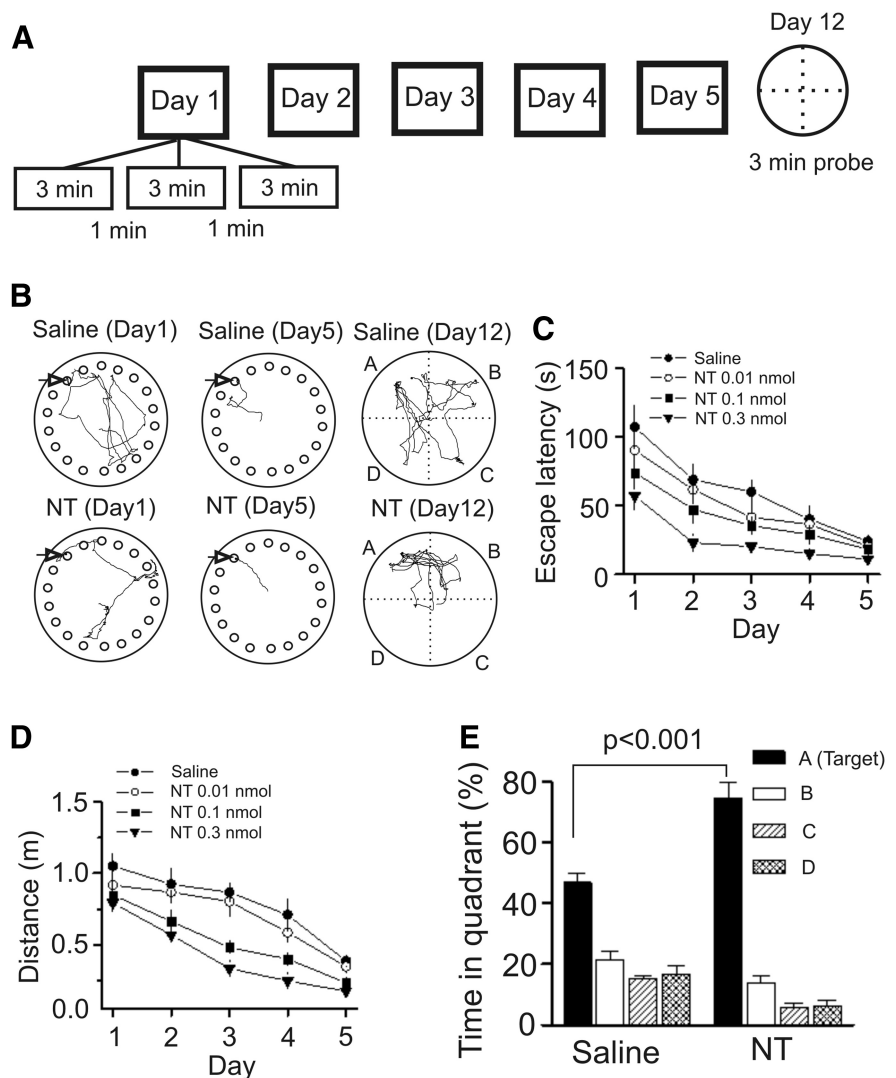 A
Day 1
Day 2
Day 3
Day 4
Day 5
Day 12
3 min probe
3 min
3 min
3 min
1 min
1 min
B
Saline (Day1)
Saline (Day5)
Saline (Day12)
A
B
D
C
NT (Day1)
NT (Day5)
NT (Day12)
A
B
D
C
C
Saline
NT 0.01 nmol
NT 0.1 nmol
NT 0.3 nmol
Escape latency (s)
150
100
50
0
1 2 3 4 5
Day
D
Saline
NT 0.01 nmol
NT 0.1 nmol
NT 0.3 nmol
Distance (m)
1.5
1.0
0.5
0.0
1 2 3 4 5
Day
E
p<0.001
A (Target)
B
C
D
Time in quadrant (%)
80
60
40
20
0
Saline
NT